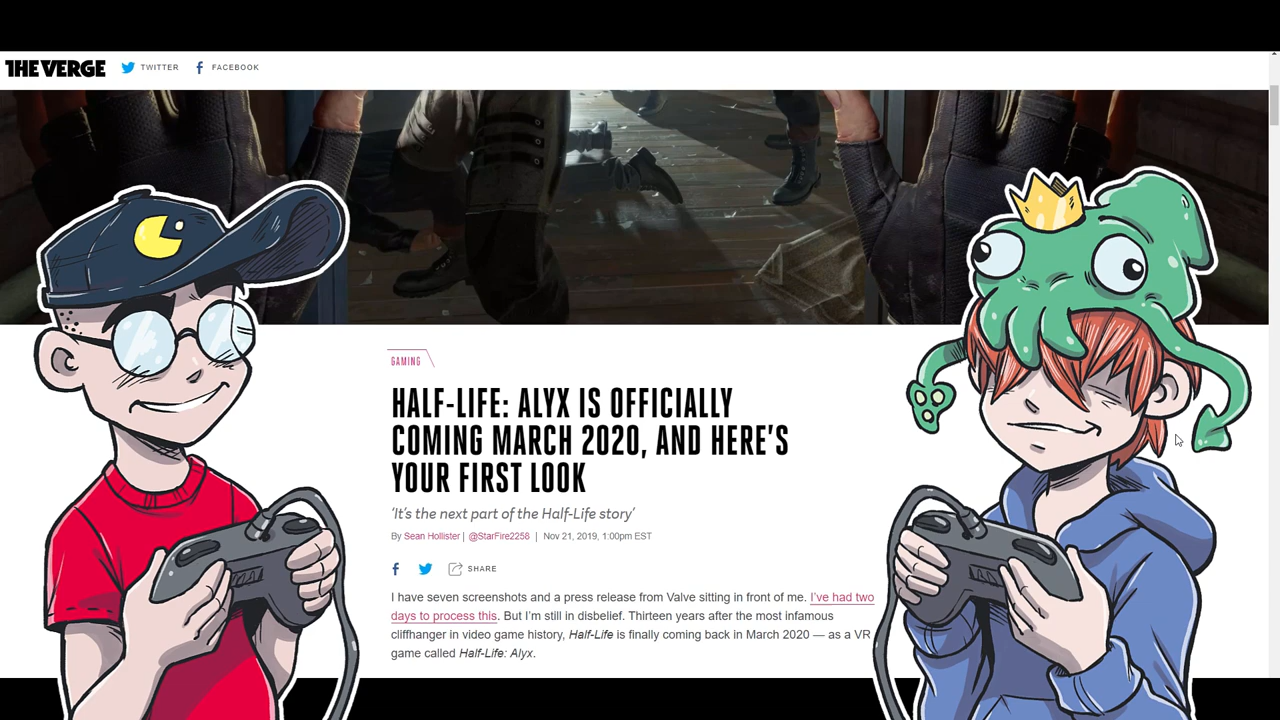 THE VERGE TWITTER FACEBOOK
GAMING
HALF-LIFE: ALYX IS OFFICIALLY
COMING MARCH 2020, AND HERE'S
YOUR FIRST LOOK
'It's the next part of the Half-Life story'
By Sean Hollister | @StarFire2258 | Nov 21, 2019, 1:00pm EST
SHARE
I have seven screenshots and a press release from Valve sitting in front of me. I've had two
days to process this. But I'm still in disbelief. Thirteen years after the most infamous
cliffhanger in video game history, Half-Life is finally coming back in March 2020 — as a VR
game called Half-Life: Alyx.